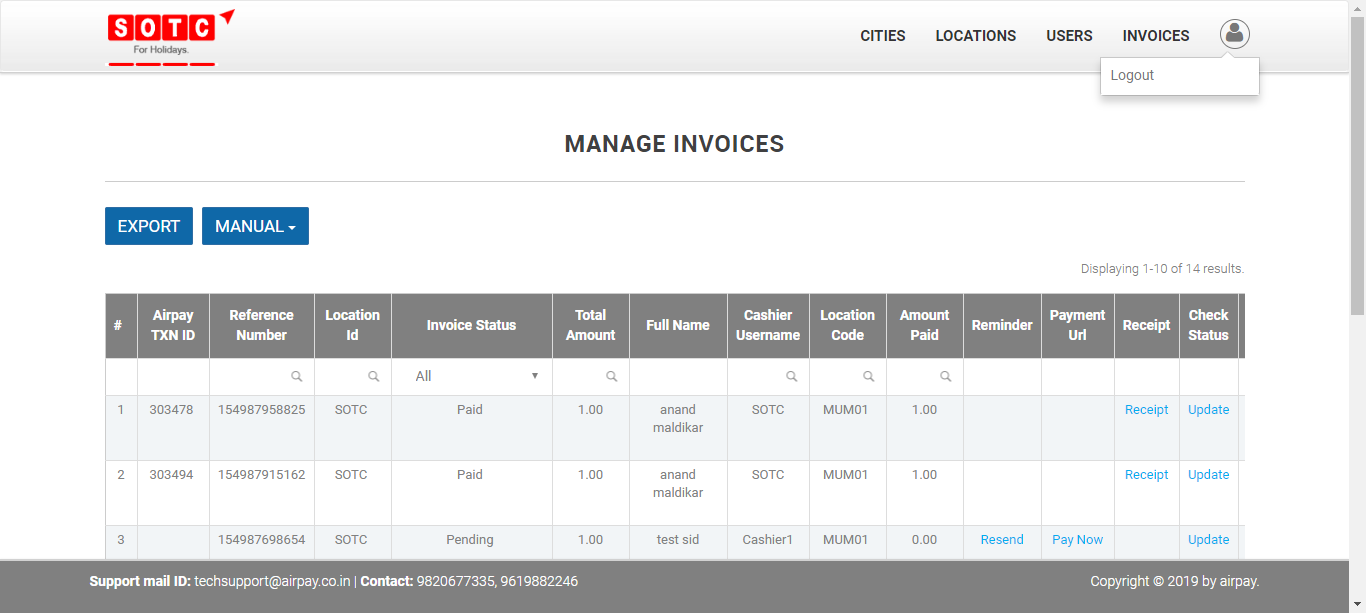 SOTC
For Holidays.
CITIES LOCATIONS USERS INVOICES
Logout
MANAGE INVOICES
EXPORT MANUAL
Displaying 1-10 of 14 results.
# Airpay TXN ID Reference Number Location Id Invoice Status Total Amount Full Name Cashier Username Location Code Amount Paid Reminder Payment Url Receipt Check Status
All
1 303478 154987958825 SOTC Paid 1.00 anand maldikar SOTC MUM01 1.00 Receipt Update
2 303494 154987915162 SOTC Paid 1.00 anand maldikar SOTC MUM01 1.00 Receipt Update
3 154987698654 SOTC Pending 1.00 test sid Cashier1 MUM01 0.00 Resend Pay Now Update
Support mail ID: techsupport@airpay.co.in | Contact: 9820677335, 9619882246
Copyright © 2019 by airpay.